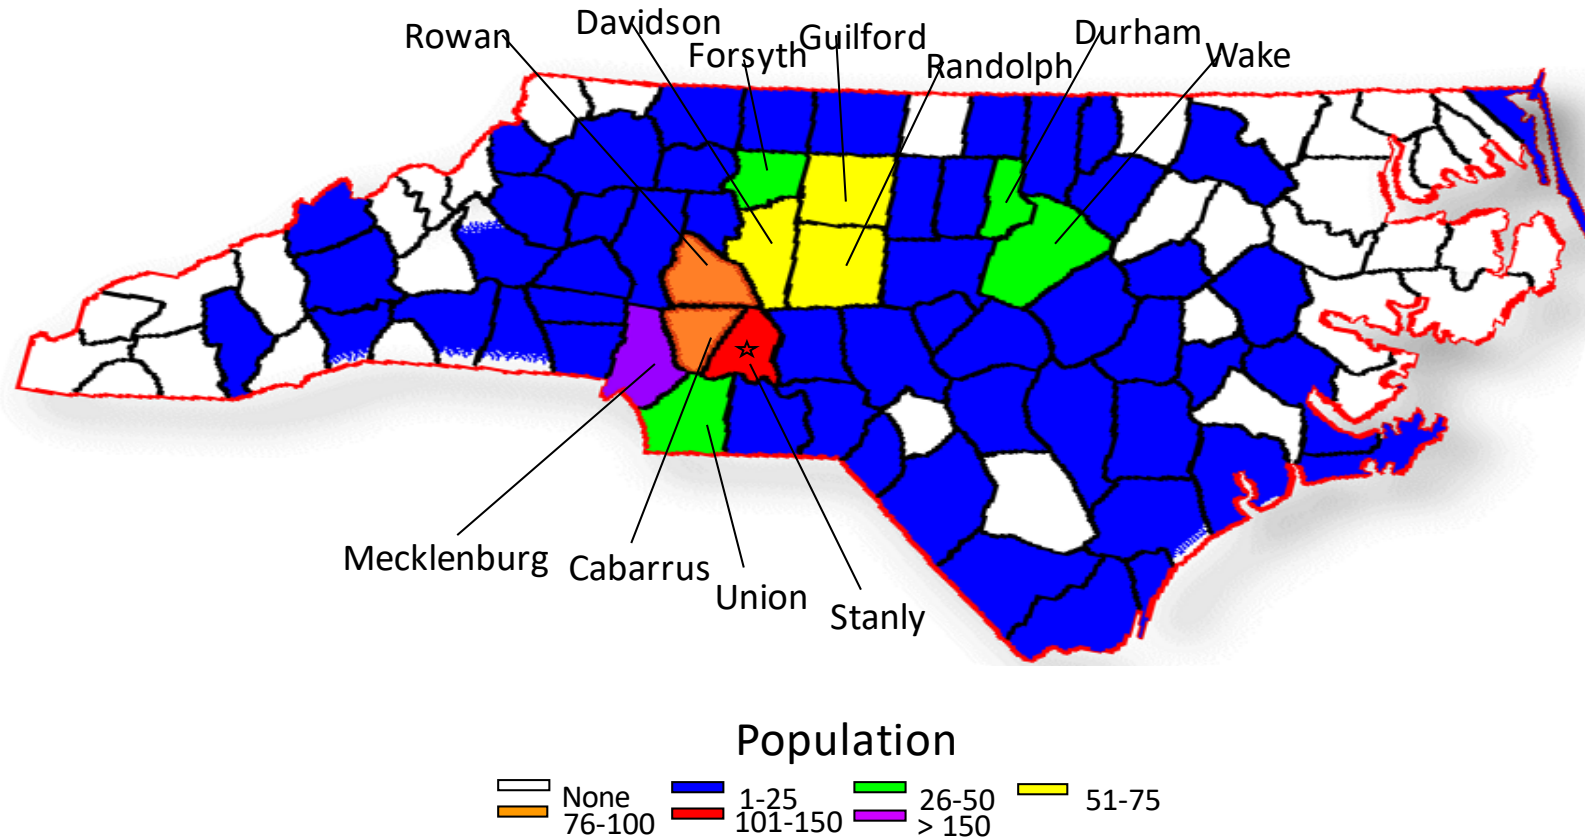 Rowan
Davidson
Forsyth
Guilford
Randolph
Durham
Wake
Mecklenburg
Cabarrus
Union
Stanly
Population
None
1-25
26-50
51-75
76-100
101-150
> 150